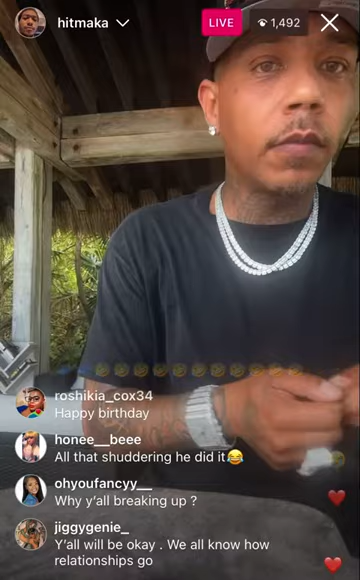 hitmaka
LIVE
1,492
roshikia_cox34
Happy birthday
honee__beee
All that shuddering he did it😂
ohyoufancyy__
Why y'all breaking up ?
jiggygenie_
Y'all will be okay . We all know how
relationships go